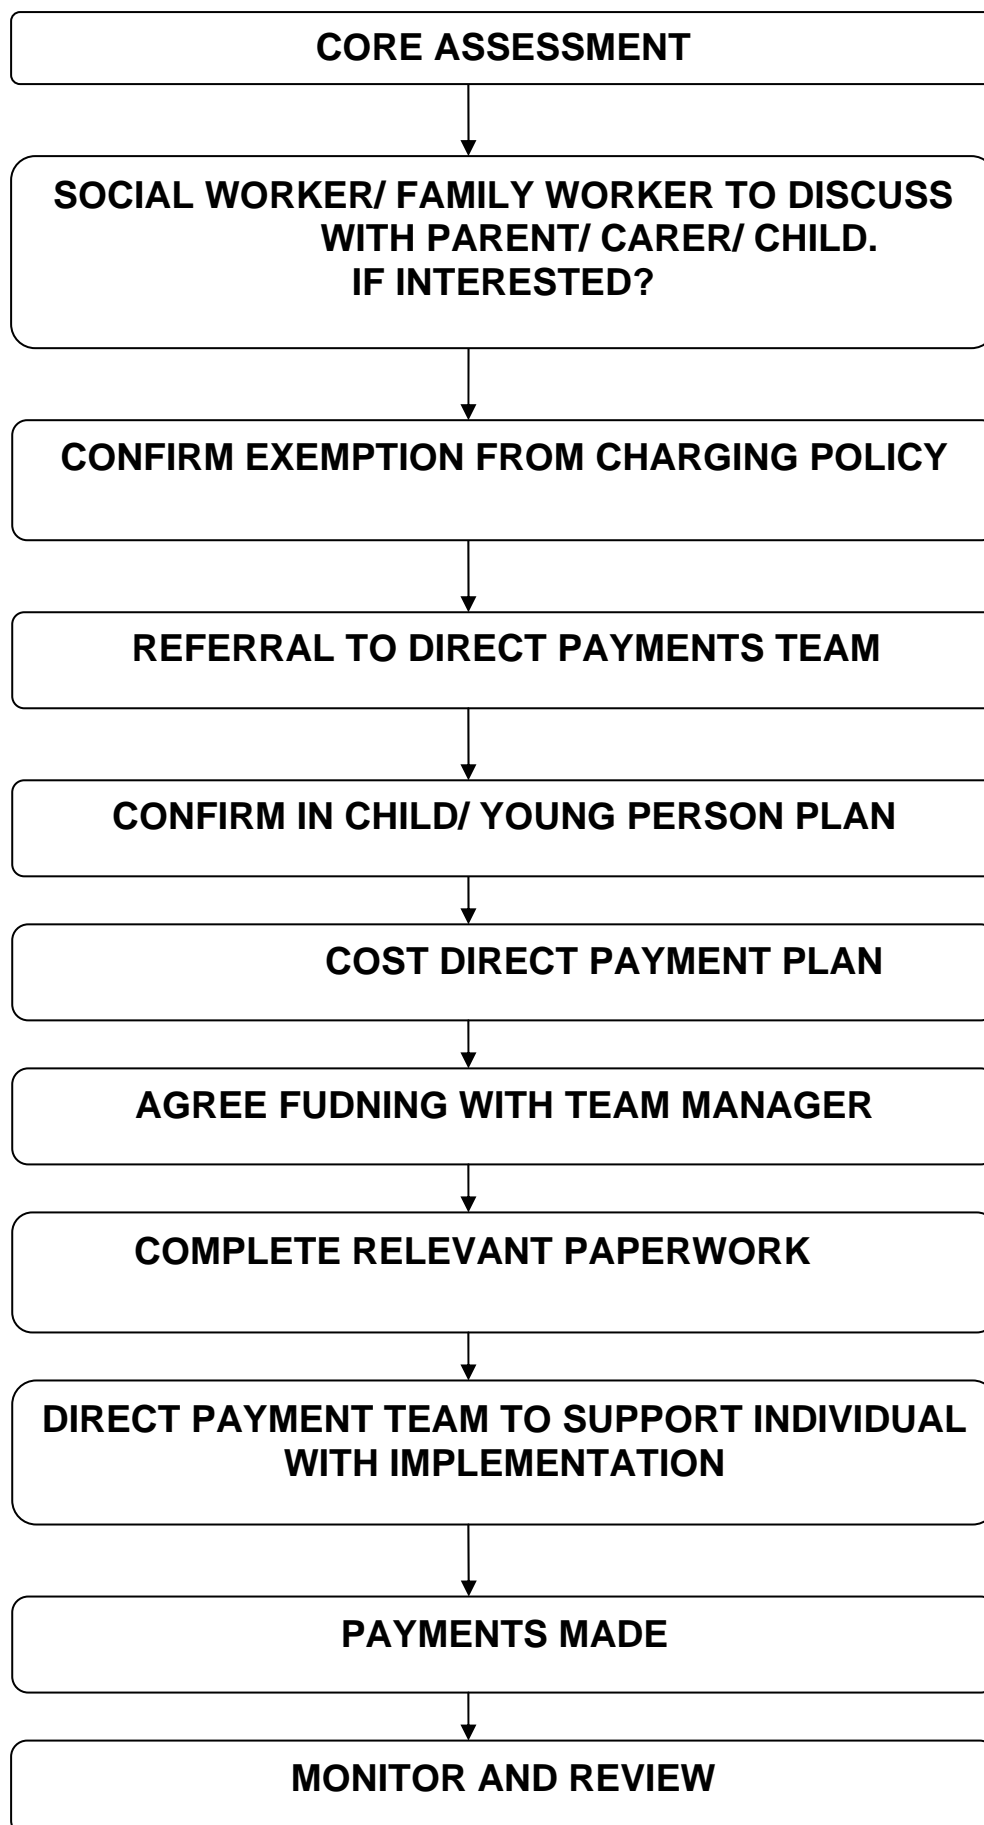 CORE ASSESSMENT
SOCIAL WORKER/ FAMILY WORKER TO DISCUSS
WITH PARENT/ CARER/ CHILD.
IF INTERESTED?
CONFIRM EXEMPTION FROM CHARGING POLICY
REFERRAL TO DIRECT PAYMENTS TEAM
CONFIRM IN CHILD/ YOUNG PERSON PLAN
COST DIRECT PAYMENT PLAN
AGREE FUDNING WITH TEAM MANAGER
COMPLETE RELEVANT PAPERWORK
DIRECT PAYMENT TEAM TO SUPPORT INDIVIDUAL
WITH IMPLEMENTATION
PAYMENTS MADE
MONITOR AND REVIEW